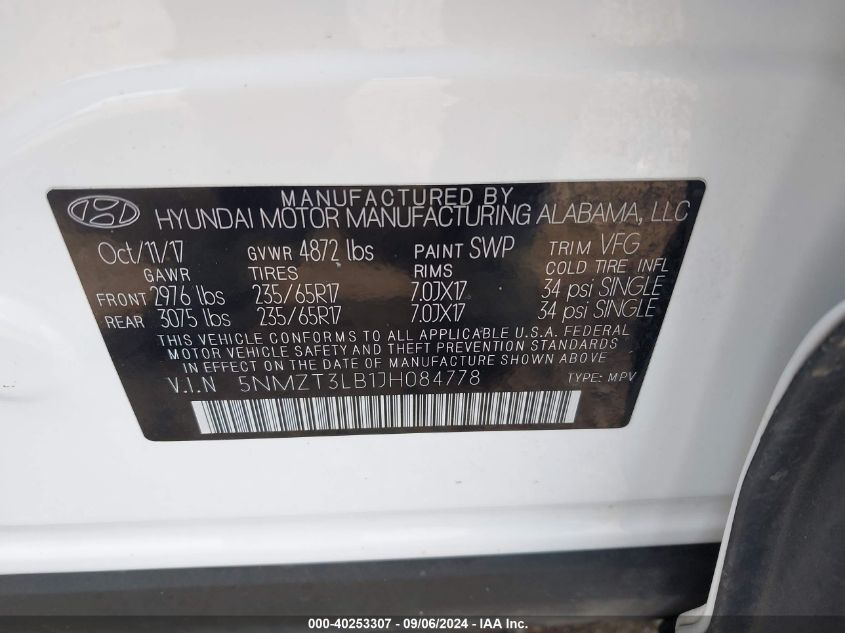 MANUFACTURED BY
HYUNDAI MOTOR MANUFACTURING ALABAMA, LLC
Oct/11/17 GVWR 4872 lbs PAINT SWP TRIM VFG
GAWR TIRES RIMS COLD TIRE INFL
FRONT 2976 lbs 235/65R17 7.0JX17 34 psi SINGLE
REAR 3075 lbs 235/65R17 7.0JX17 34 psi SINGLE
THIS VEHICLE CONFORMS TO ALL APPLICABLE U.S.A. FEDERAL
MOTOR VEHICLE SAFETY AND THEFT PREVENTION STANDARDS
IN EFFECT ON THE DATE OF MANUFACTURE SHOWN ABOVE
V.I.N 5NMZT3LB1JH084778 TYPE: MPV
000-40253307 - 09/06/2024 - IAA Inc.